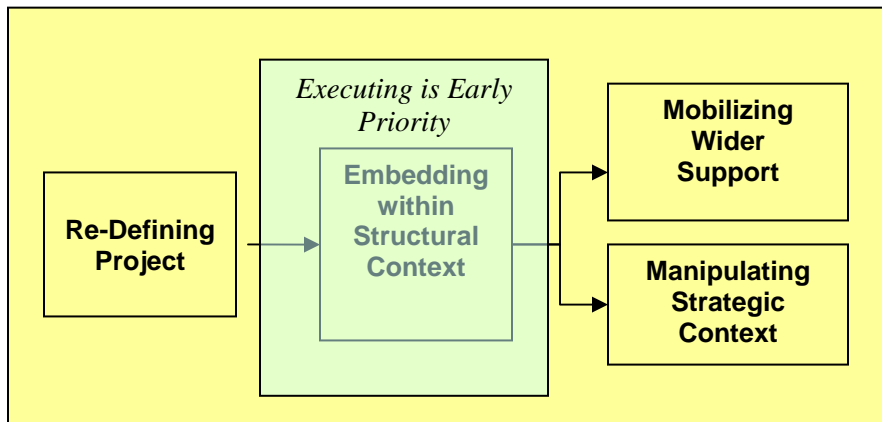 Re-Defining
Project
Executing is Early
Priority
Embedding
within
Structural
Context
Mobilizing
Wider
Support
Manipulating
Strategic
Context